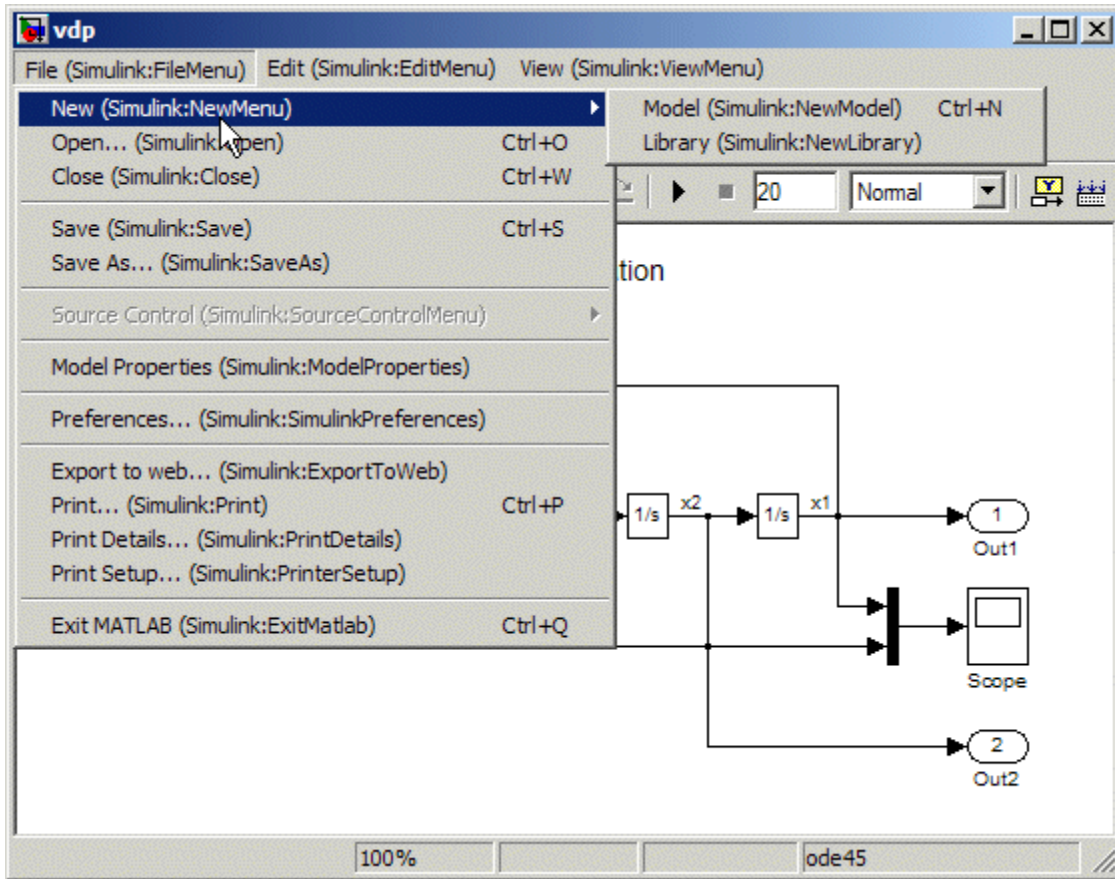 vdp
File (Simulink:FileMenu) Edit (Simulink:EditMenu) View (Simulink:ViewMenu)
New (Simulink:NewMenu)
Model (Simulink:NewModel) Ctrl+N
Open... (Simulink:Open) Ctrl+O
Library (Simulink:NewLibrary)
Close (Simulink:Close) Ctrl+W
20 Normal
Y
Save (Simulink:Save) Ctrl+S
Save As... (Simulink:SaveAs)
tion
Source Control (Simulink:SourceControlMenu)
Model Properties (Simulink:ModelProperties)
Preferences... (Simulink:SimulinkPreferences)
Export to web... (Simulink:ExportToWeb)
Print... (Simulink:Print) Ctrl+P
1/s x2 1/s x1 1
Print Details... (Simulink:PrintDetails)
Out1
Print Setup... (Simulink:PrinterSetup)
Exit MATLAB (Simulink:ExitMatlab) Ctrl+Q
Scope
2
Out2
100% ode45